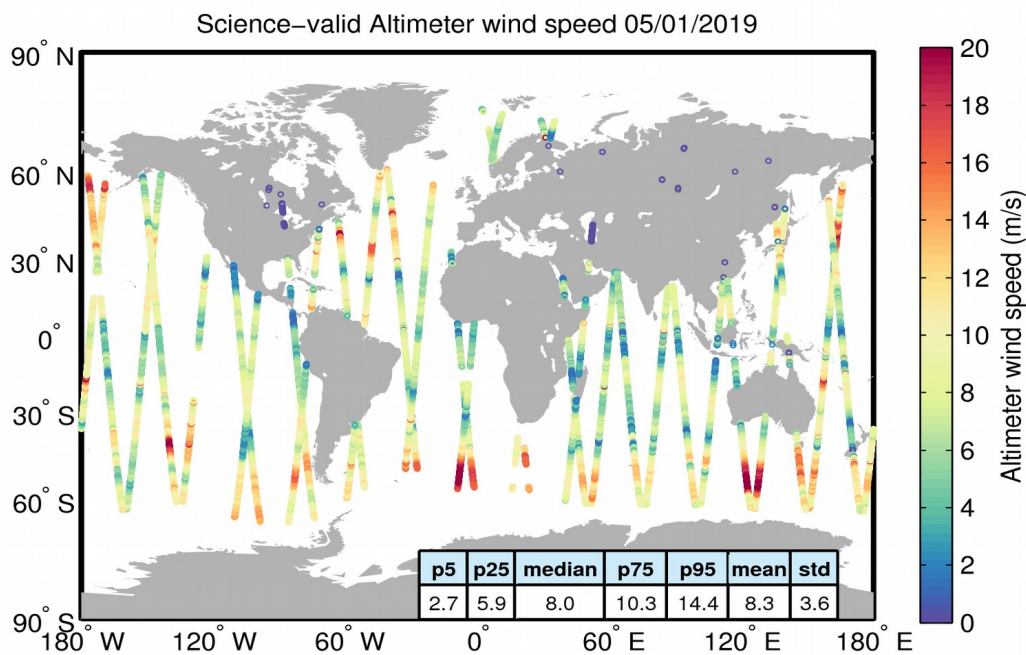 Science−valid Altimeter wind speed 05/01/2019
90° N
60° N
30° N
0°
30° S
60° S
90° S
180° W 120° W 60° W 0° 60° E 120° E 180° E
p5 p25 median p75 p95 mean std
2.7 5.9 8.0 10.3 14.4 8.3 3.6
20
18
16
14
12
10
8
6
4
2
0
Altimeter wind speed (m/s)